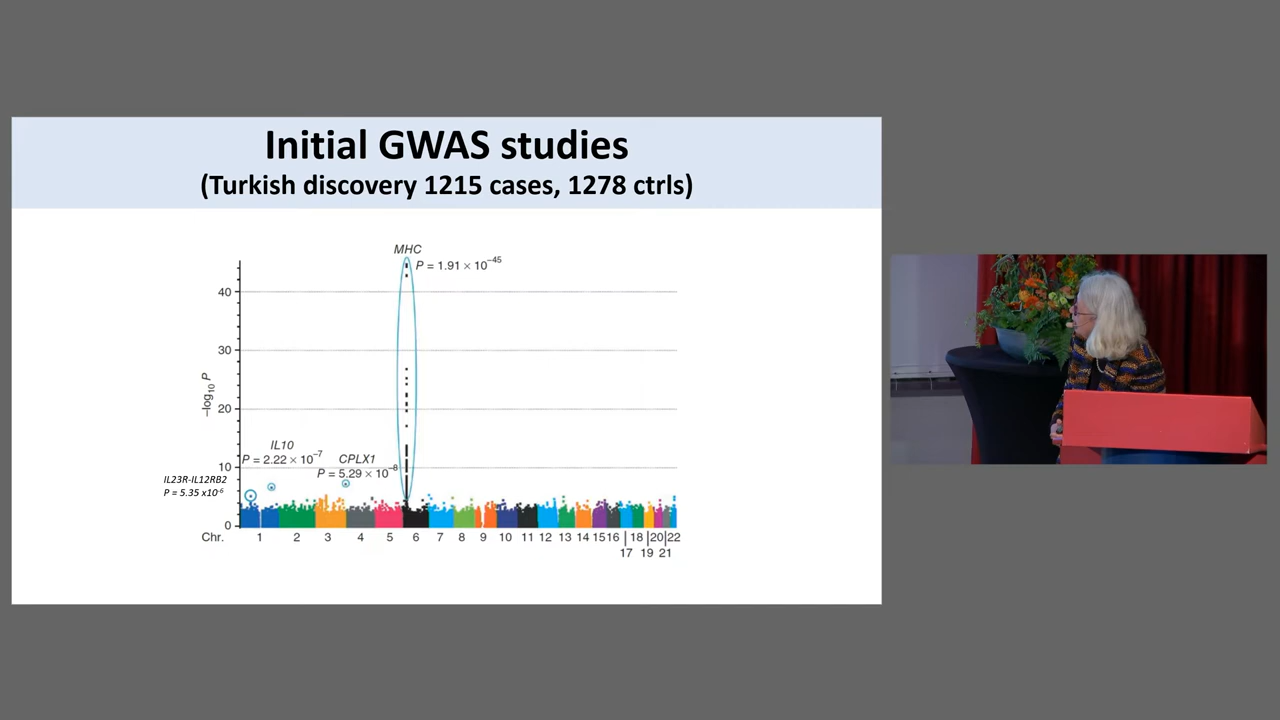 Initial GWAS studies
(Turkish discovery 1215 cases, 1278 ctrls)
MHC
P = 1.91 × 10⁻⁴⁵
40
30
–log₁₀ P
20
IL10
P = 2.22 × 10⁻⁷
CPLX1
P = 5.29 × 10⁻⁸
10
IL23R-IL12RB2
P = 5.35 x10⁻⁶
0
Chr. 1 2 3 4 5 6 7 8 9 10 11 12 13 14 15 16 | 18 | 20 | 22
17 19 21